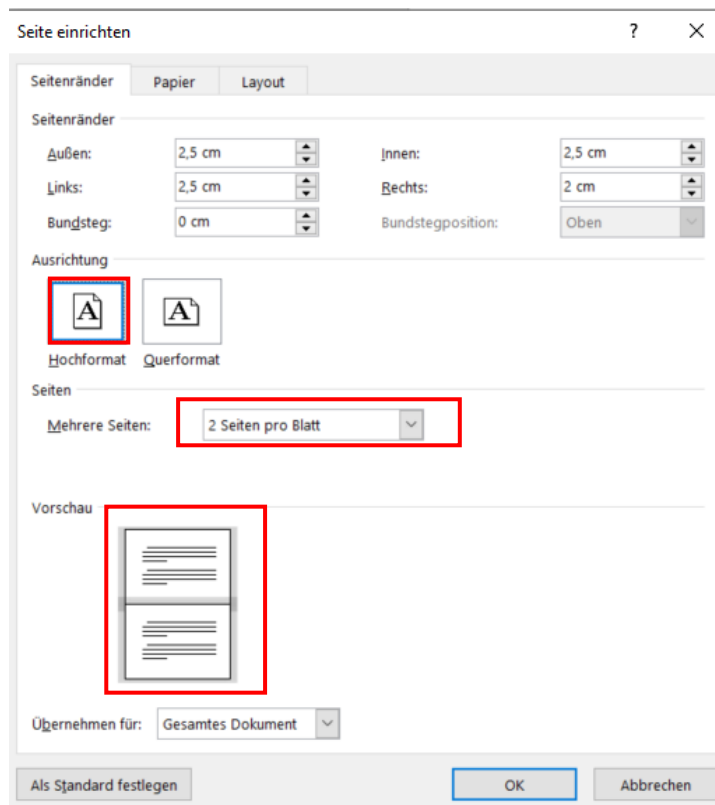 Seite einrichten ? ×
Seitenränder Papier Layout
Seitenränder
Außen: 2,5 cm Innen: 2,5 cm
Links: 2,5 cm Rechts: 2 cm
Bundsteg: 0 cm Bundstegposition: Oben
Ausrichtung
A A
Hochformat Querformat
Seiten
Mehrere Seiten: 2 Seiten pro Blatt
Vorschau
Übernehmen für: Gesamtes Dokument
Als Standard festlegen OK Abbrechen